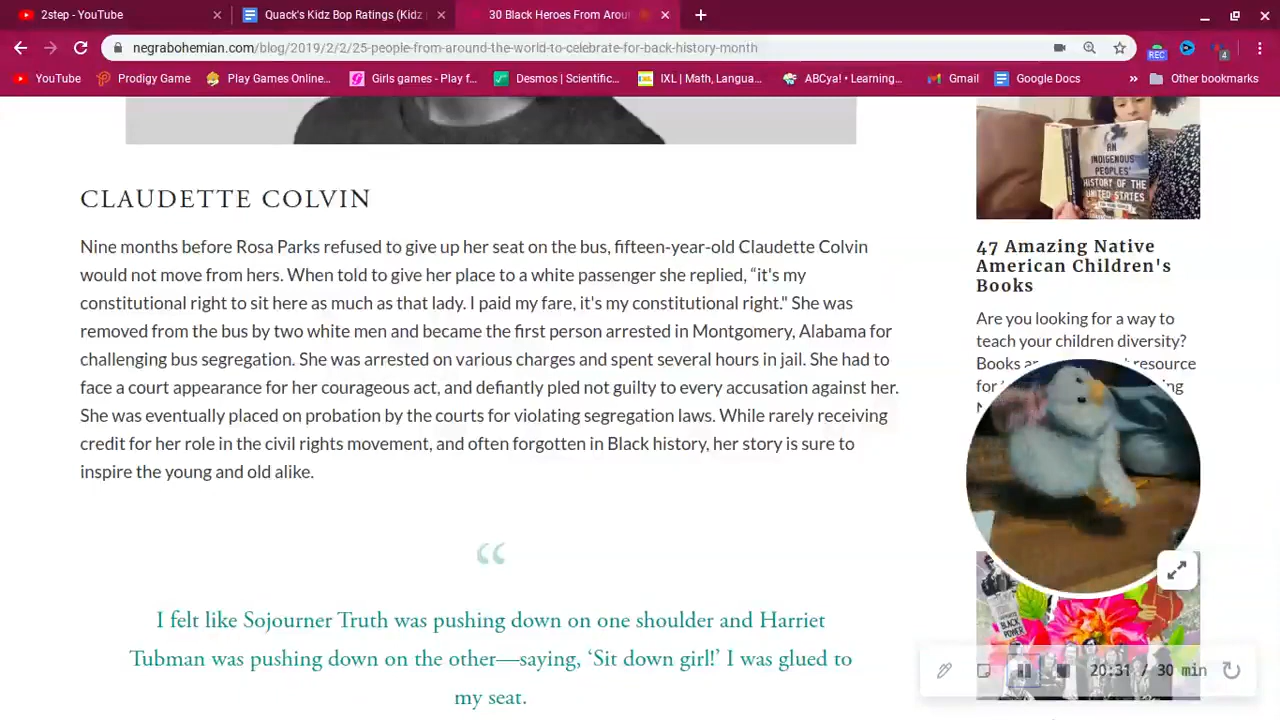 2step - YouTube
Quack's Kidz Bop Ratings (Kidz
30 Black Heroes From Arou
negrabohemian.com/blog/2019/2/2/25-people-from-around-the-world-to-celebrate-for-back-history-month
REC
4
YouTube
Prodigy Game
Play Games Online...
Girls games - Play f...
Desmos | Scientific...
IXL | Math, Langua...
ABCya! • Learning...
Gmail
Google Docs
»
Other bookmarks
CLAUDETTE COLVIN
Nine months before Rosa Parks refused to give up her seat on the bus, fifteen-year-old Claudette Colvin
would not move from hers. When told to give her place to a white passenger she replied, “it's my
constitutional right to sit here as much as that lady. I paid my fare, it's my constitutional right." She was
removed from the bus by two white men and became the first person arrested in Montgomery, Alabama for
challenging bus segregation. She was arrested on various charges and spent several hours in jail. She had to
face a court appearance for her courageous act, and defiantly pled not guilty to every accusation against her.
She was eventually placed on probation by the courts for violating segregation laws. While rarely receiving
credit for her role in the civil rights movement, and often forgotten in Black history, her story is sure to
inspire the young and old alike.
“
I felt like Sojourner Truth was pushing down on one shoulder and Harriet
Tubman was pushing down on the other—saying, ‘Sit down girl!’ I was glued to
my seat.
AN
INDIGENOUS
PEOPLES'
HISTORY OF THE
UNITED STATES
47 Amazing Native
American Children's
Books
Are you looking for a way to
teach your children diversity?
Books resource
for
BLACK
POWER
20:31 / 30 min